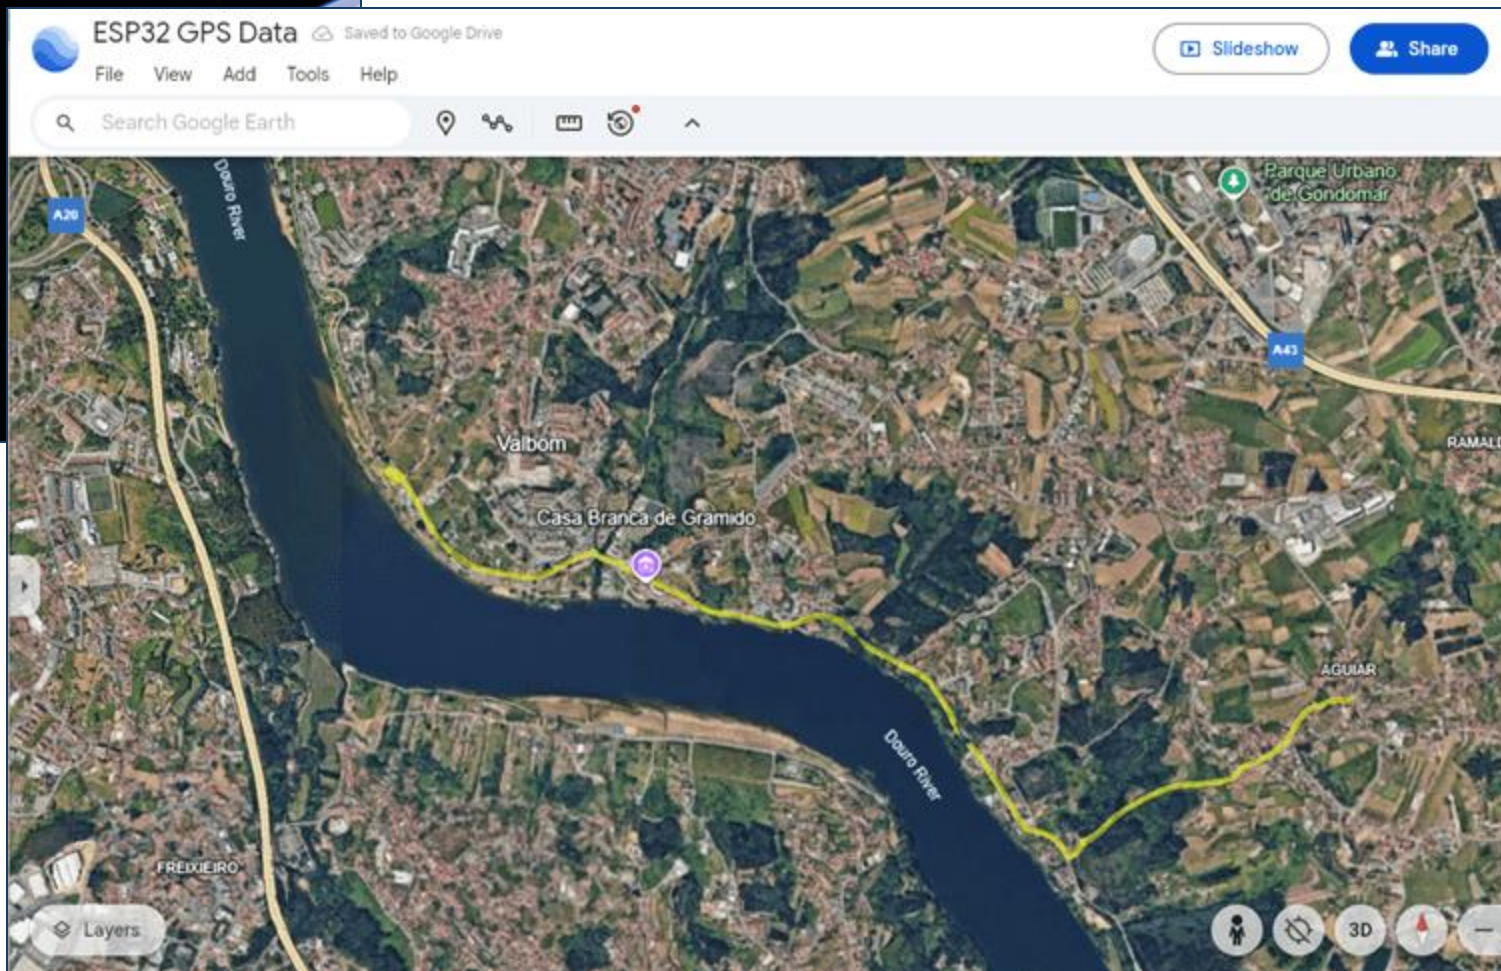 ESP32 GPS Data Saved to Google Drive
File View Add Tools Help
Slideshow
Share
Search Google Earth
Douro River
A20
Parque Urbano
de Gondomar
A43
Valbom
RAMALD
Casa Branca de Gramido
AGUIAR
Douro River
FREIXIEIRO
Layers
3D